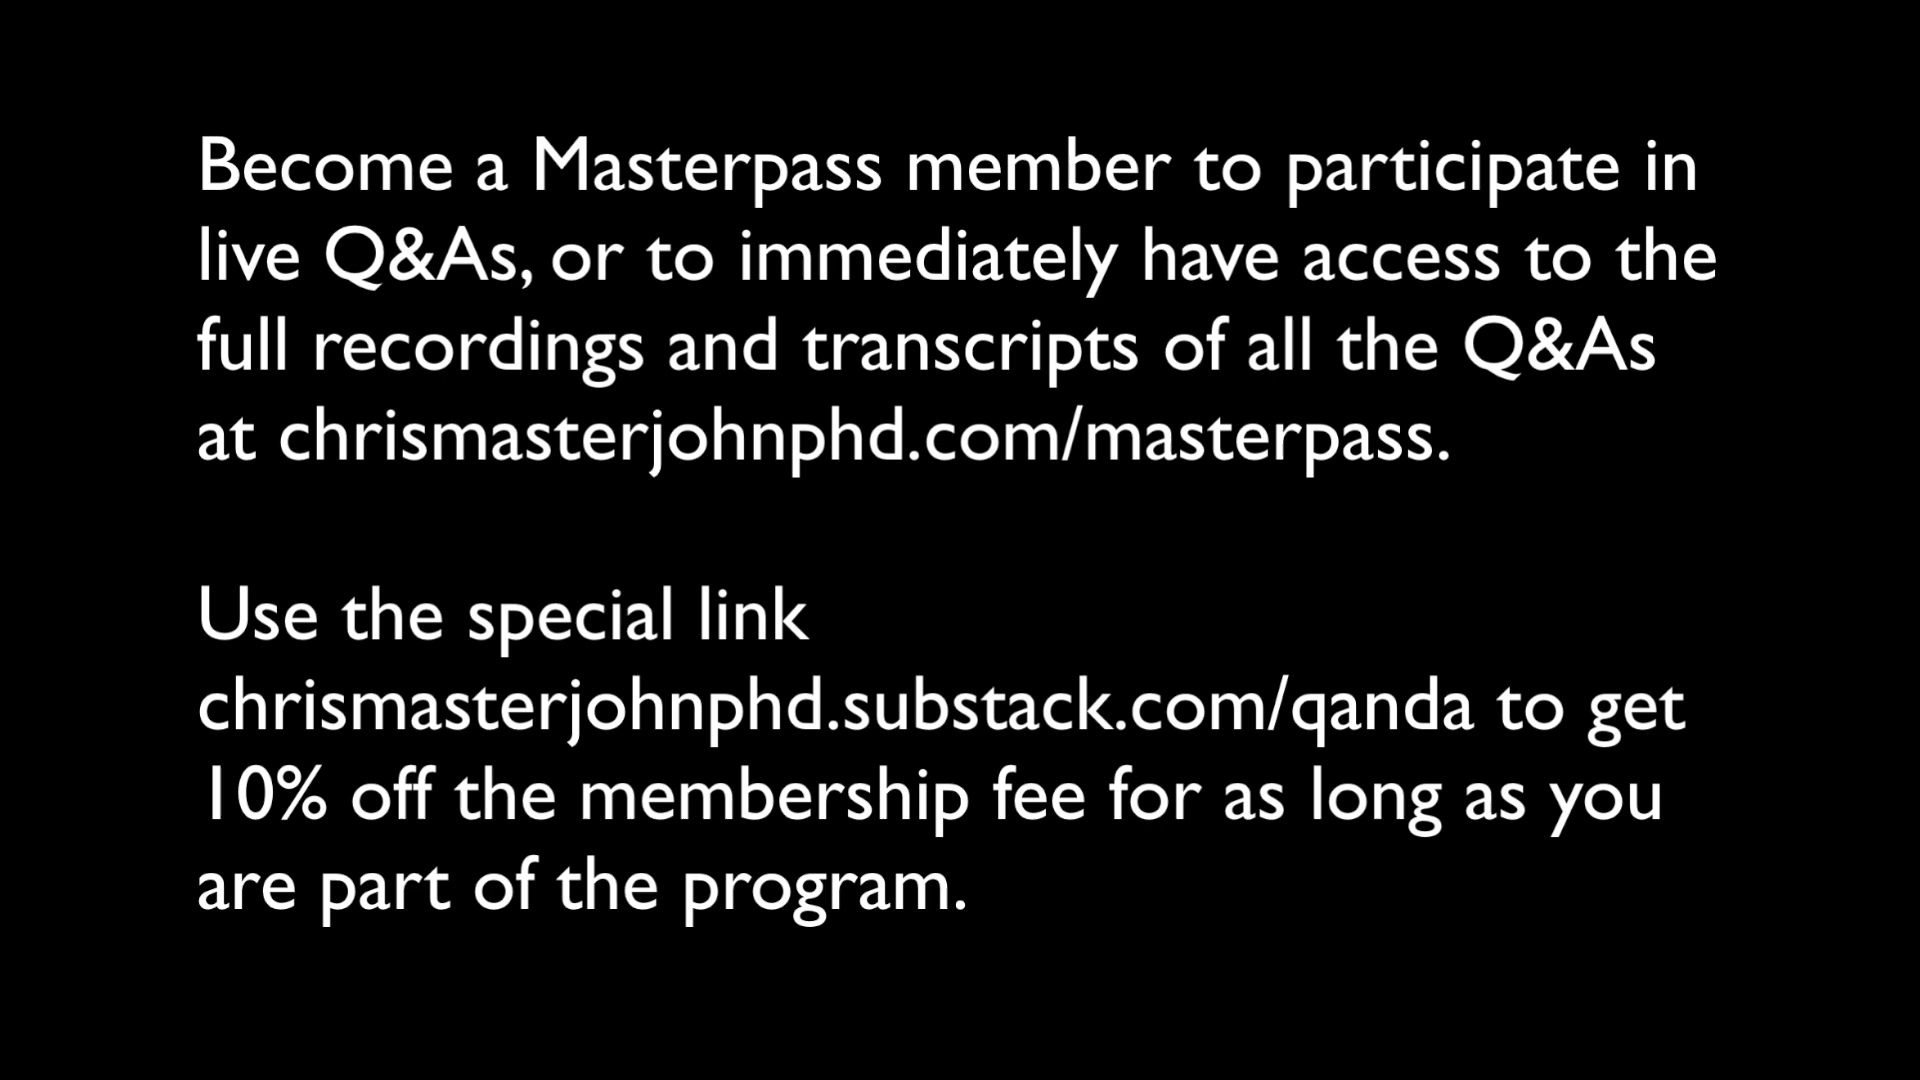 Become a Masterpass member to participate in
live Q&As, or to immediately have access to the
full recordings and transcripts of all the Q&As
at chrismasterjohnphd.com/masterpass.
Use the special link
chrismasterjohnphd.substack.com/qanda to get
10% off the membership fee for as long as you
are part of the program.